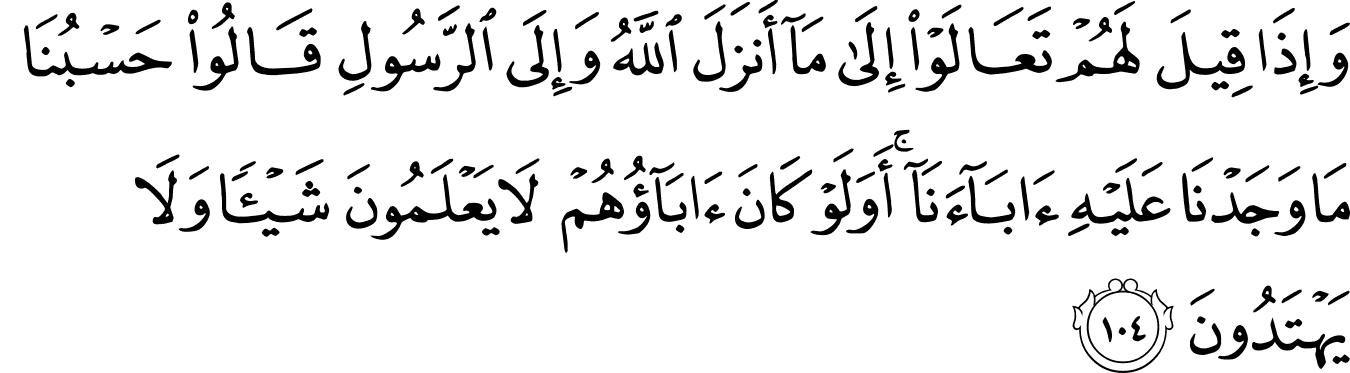 وَإِذَا قِيلَ لَهُمۡ تَعَالَوۡاْ إِلَىٰ مَآ أَنزَلَ ٱللَّهُ وَإِلَى ٱلرَّسُولِ قَالُواْ حَسۡبُنَا
مَا وَجَدۡنَا عَلَيۡهِ ءَابَآءَنَآۚ أَوَلَوۡ كَانَ ءَابَآؤُهُمۡ لَا يَعۡلَمُونَ شَيۡـٔٗا وَلَا
يَهۡتَدُونَ ١٠٤